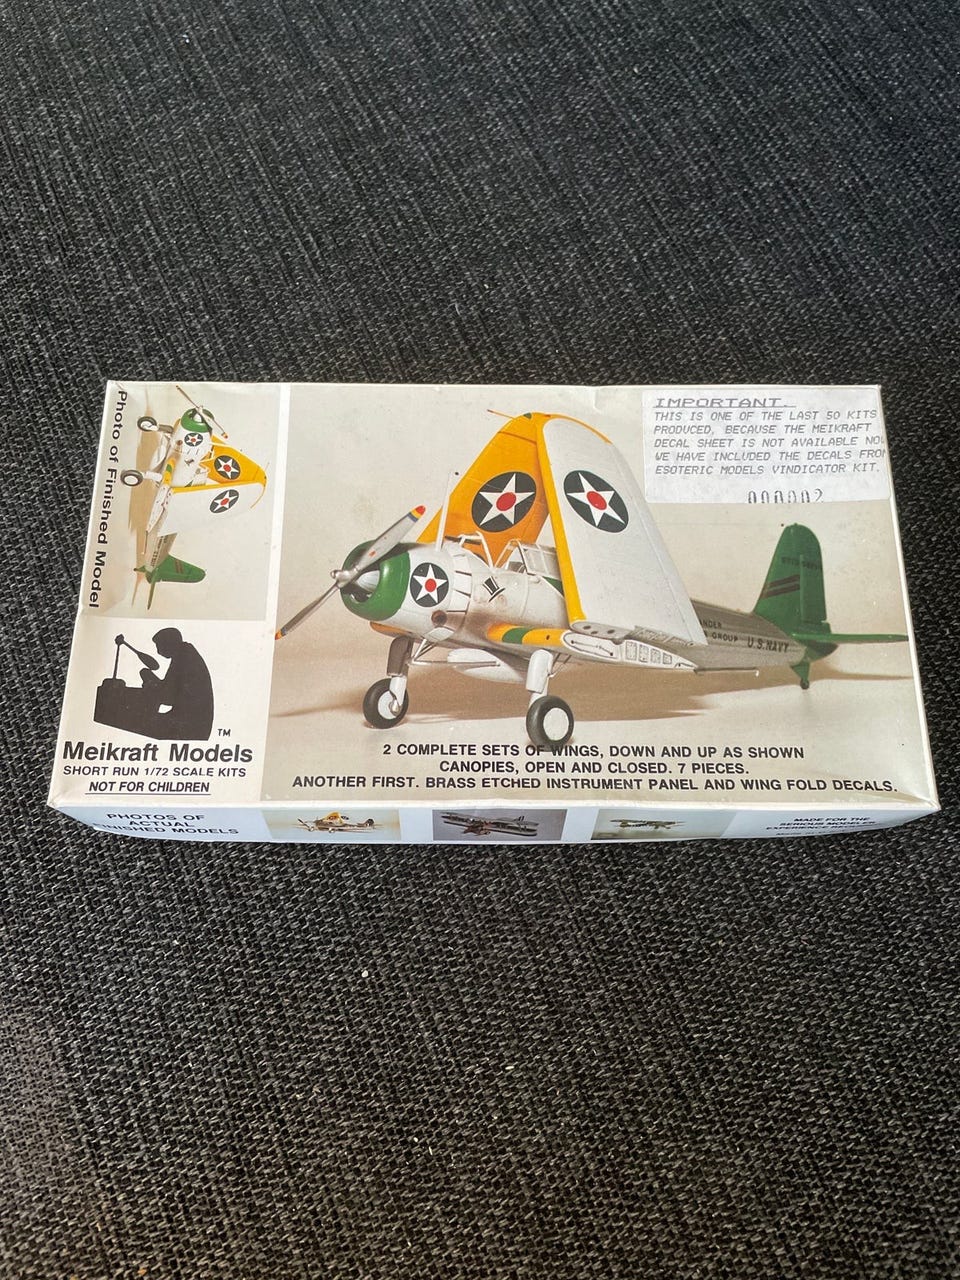 Photo of Finished Model
IMPORTANT.
THIS IS ONE OF THE LAST 50 KITS
PRODUCED, BECAUSE THE MEIKRAFT
DECAL SHEET IS NOT AVAILABLE NOW
WE HAVE INCLUDED THE DECALS FROM
ESOTERIC MODELS VINDICATOR KIT.
000002
GROUP
U.S.NAVY
TM
Meikraft Models
SHORT RUN 1/72 SCALE KITS
NOT FOR CHILDREN
2 COMPLETE SETS OF WINGS, DOWN AND UP AS SHOWN
CANOPIES, OPEN AND CLOSED. 7 PIECES.
ANOTHER FIRST. BRASS ETCHED INSTRUMENT PANEL AND WING FOLD DECALS.
PHOTOS OF
ACTUAL
FINISHED MODELS
MADE FOR THE
SERIOUS MODELER